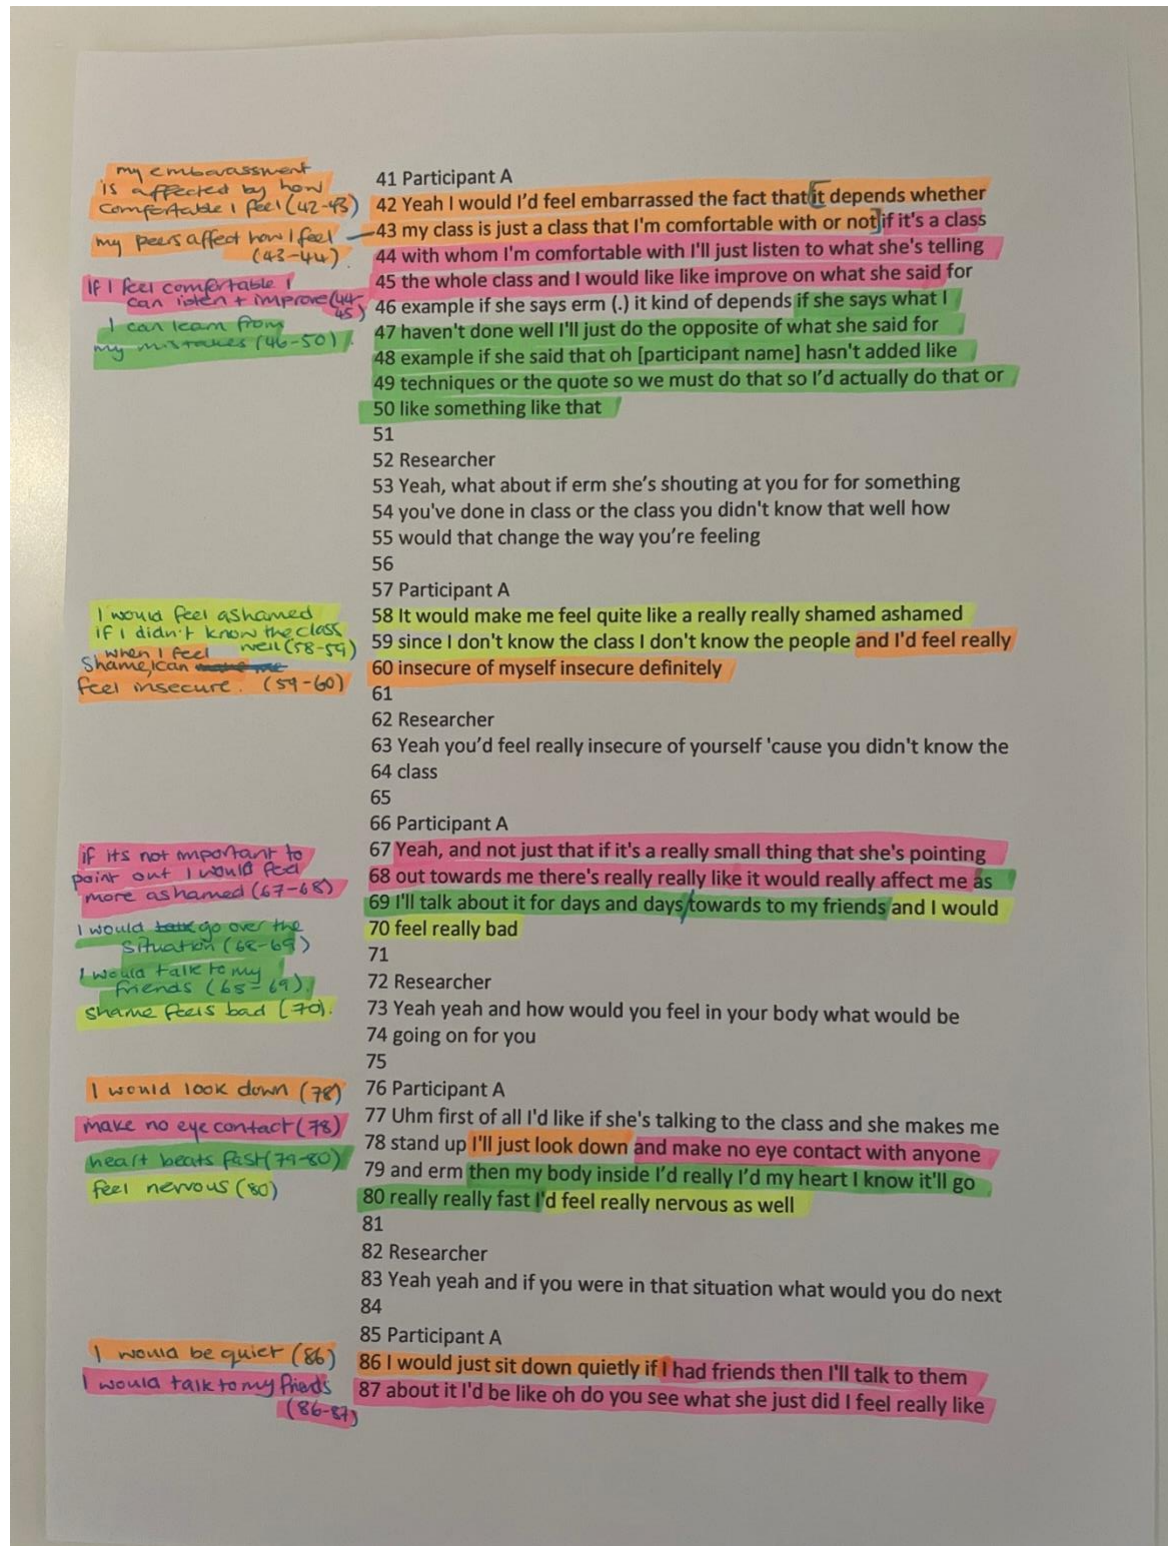 my embarassment
is affected by how
comfortable I feel (42-43)
my peers affect how I feel
(43-44).
If I feel comfortable I
can listen + improve (44-
45)
I can learn from
my mistakes (46-50).
41 Participant A
42 Yeah I would I'd feel embarrassed the fact that [it depends whether
43 my class is just a class that I'm comfortable with or not] if it's a class
44 with whom I'm comfortable with I'll just listen to what she's telling
45 the whole class and I would like like improve on what she said for
46 example if she says erm (.) it kind of depends if she says what I
47 haven't done well I'll just do the opposite of what she said for
48 example if she said that oh [participant name] hasn't added like
49 techniques or the quote so we must do that so I'd actually do that or
50 like something like that
51
52 Researcher
53 Yeah, what about if erm she's shouting at you for for something
54 you've done in class or the class you didn't know that well how
55 would that change the way you're feeling
56
I would feel ashamed
if I didn't know the class
well (58-59)
when I feel
shame, I can
feel insecure. (59-60)
57 Participant A
58 It would make me feel quite like a really really shamed ashamed
59 since I don't know the class I don't know the people and I'd feel really
60 insecure of myself insecure definitely
61
62 Researcher
63 Yeah you'd feel really insecure of yourself 'cause you didn't know the
64 class
65
if its not important to
point out I would feel
more ashamed (67-68)
I would talk go over the
situation (68-69)
I would talk to my
friends (68-69).
shame feels bad (70).
66 Participant A
67 Yeah, and not just that if it's a really small thing that she's pointing
68 out towards me there's really really like it would really affect me as
69 I'll talk about it for days and days/towards to my friends and I would
70 feel really bad
71
72 Researcher
73 Yeah yeah and how would you feel in your body what would be
74 going on for you
75
I would look down (78)
make no eye contact (78)
heart beats fast (79-80)
feel nervous (80)
76 Participant A
77 Uhm first of all I'd like if she's talking to the class and she makes me
78 stand up I'll just look down and make no eye contact with anyone
79 and erm then my body inside I'd really I'd my heart I know it'll go
80 really really fast I'd feel really nervous as well
81
82 Researcher
83 Yeah yeah and if you were in that situation what would you do next
84
I would be quiet (86)
I would talk to my friends
(86-87)
85 Participant A
86 I would just sit down quietly if I had friends then I'll talk to them
87 about it I'd be like oh do you see what she just did I feel really like